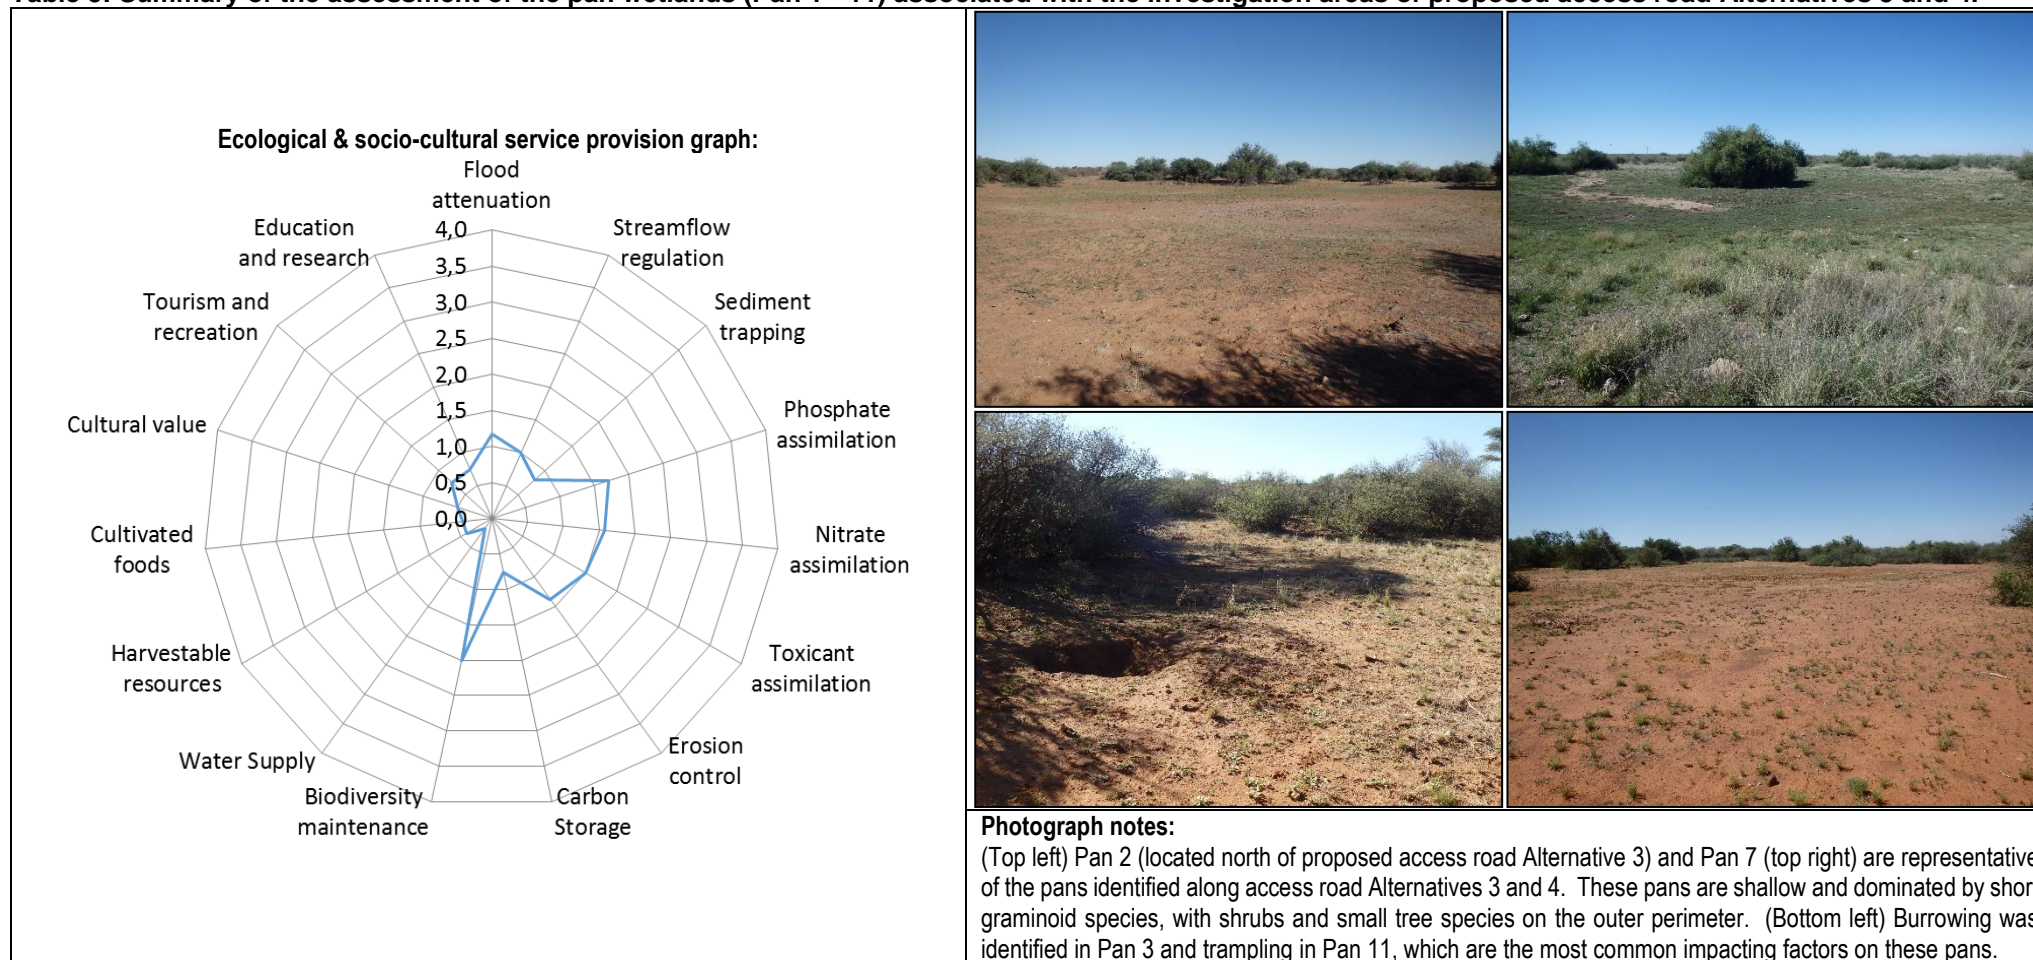 Ecological & socio-cultural service provision graph:
Flood
attenuation
Streamflow
regulation
Sediment
trapping
Phosphate
assimilation
Nitrate
assimilation
Toxicant
assimilation
Erosion
control
Carbon
Storage
Biodiversity
maintenance
Water Supply
Harvestable
resources
Cultivated
foods
Cultural value
Tourism and
recreation
Education
and research
4,0
3,5
3,0
2,5
2,0
1,5
1,0
0,5
0,0
Photograph notes:
(Top left) Pan 2 (located north of proposed access road Alternative 3) and Pan 7 (top right) are representative
of the pans identified along access road Alternatives 3 and 4. These pans are shallow and dominated by shor
graminoid species, with shrubs and small tree species on the outer perimeter. (Bottom left) Burrowing was
identified in Pan 3 and trampling in Pan 11, which are the most common impacting factors on these pans.